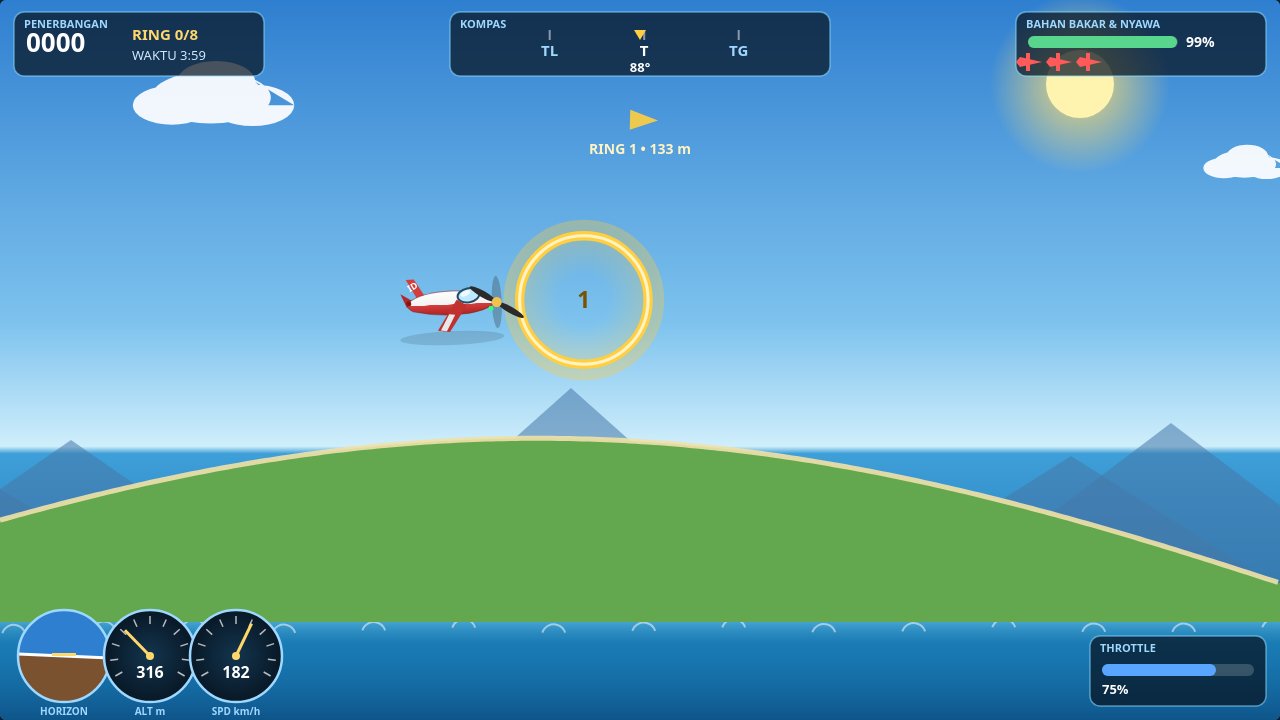 PENERBANGAN
0000
RING 0/8
WAKTU 3:59
KOMPAS
TL
T
TG
88°
BAHAN BAKAR & NYAWA
99%
RING 1 • 133 m
ID
1
316
182
HORIZON
ALT m
SPD km/h
THROTTLE
75%